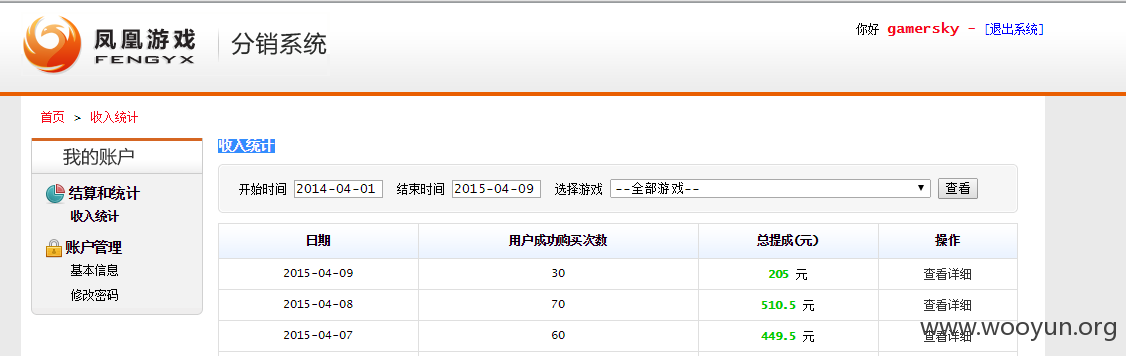 凤凰游戏 分销系统
FENGYX
你好 gamersky - [退出系统]
首页 > 收入统计
我的账户
结算和统计
收入统计
账户管理
基本信息
修改密码
收入统计
开始时间 2014-04-01 结束时间 2015-04-09 选择游戏 --全部游戏-- 查看
日期 用户成功购买次数 总提成(元) 操作
2015-04-09 30 205 元 查看详细
2015-04-08 70 510.5 元 查看详细
2015-04-07 60 449.5 元 查看详细
www.wooyun.org